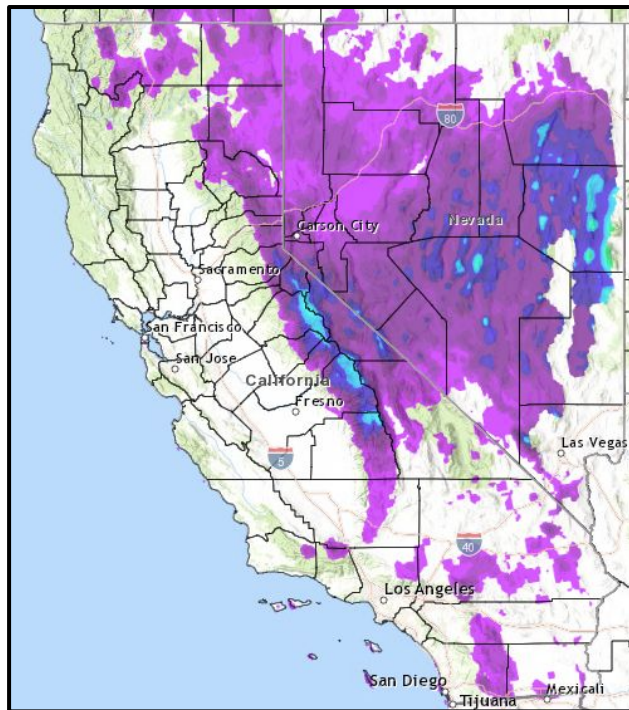 80
Nevada
Carson City
Sacramento
San Francisco
San Jose
California
Fresno
Las Vegas
5
40
Los Angeles
San Diego
Mexicali
Tijuana